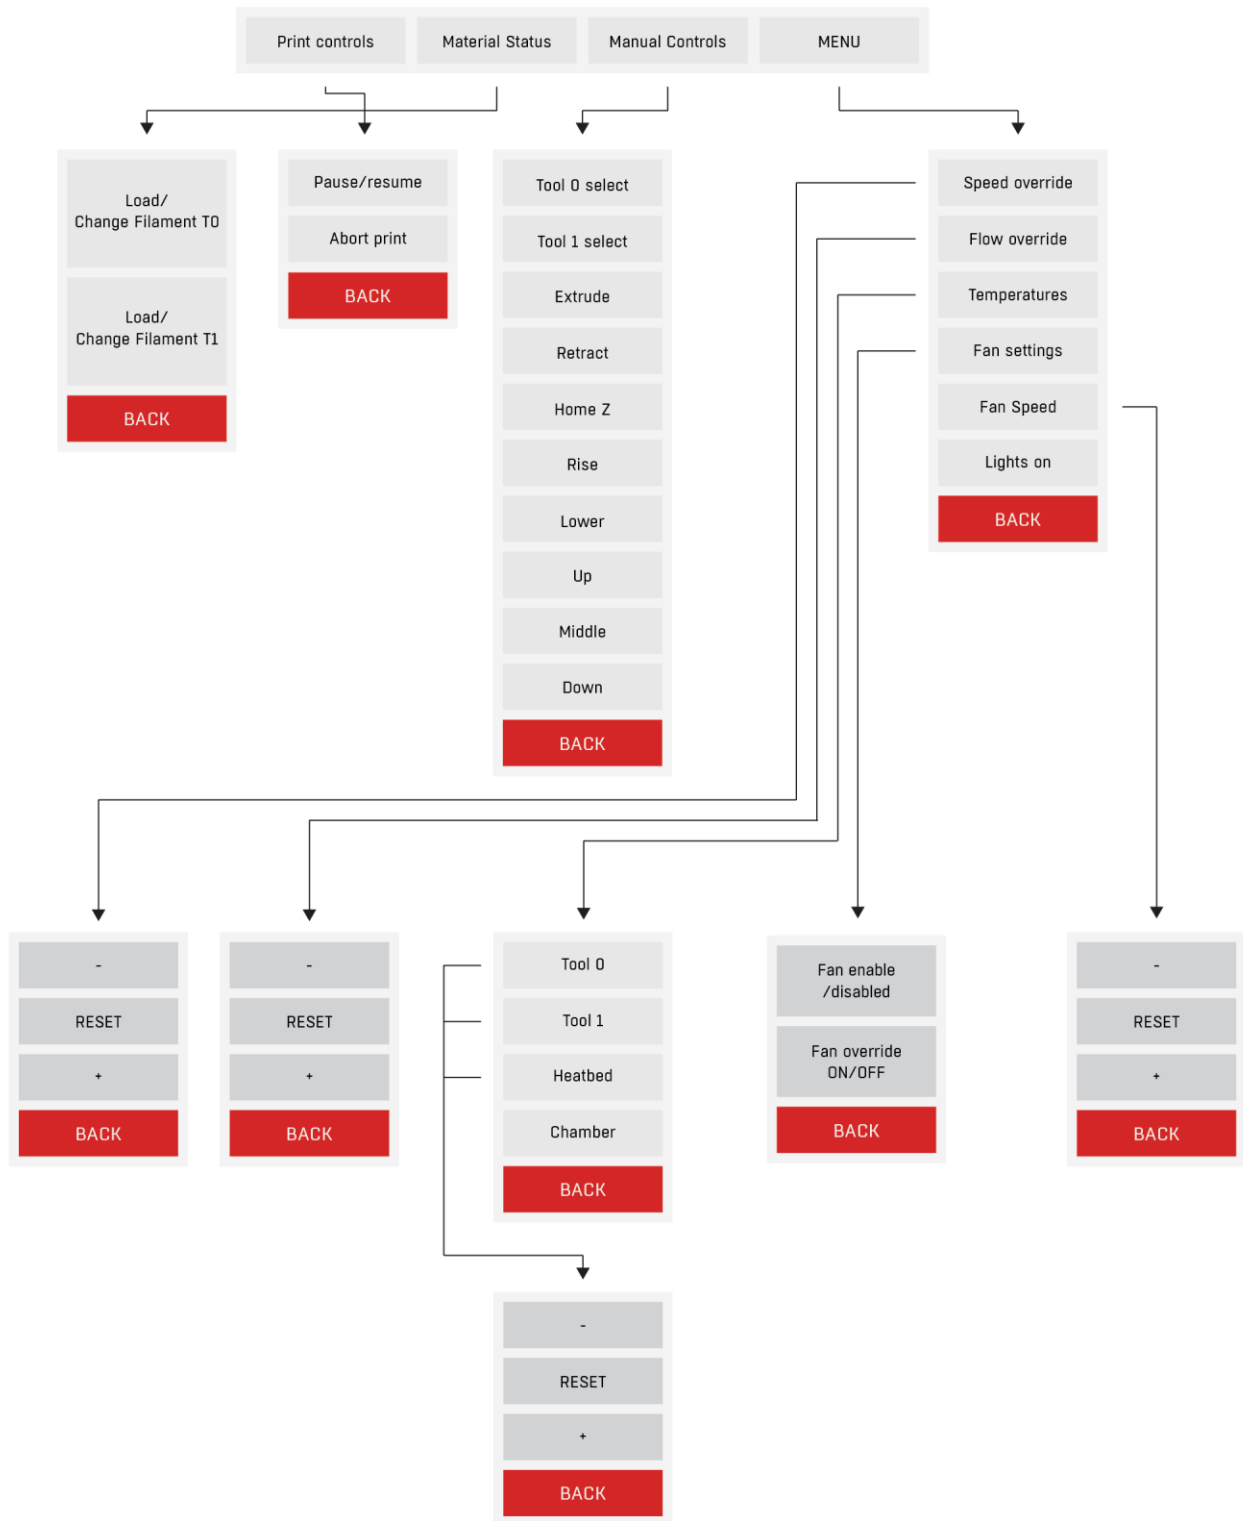 Print controls
Material Status
Manual Controls
MENU
Load/
Change Filament T0
Load/
Change Filament T1
BACK
Pause/resume
Abort print
BACK
Tool 0 select
Tool 1 select
Extrude
Retract
Home Z
Rise
Lower
Up
Middle
Down
BACK
Speed override
Flow override
Temperatures
Fan settings
Fan Speed
Lights on
BACK
-
RESET
+
BACK
-
RESET
+
BACK
Tool 0
Tool 1
Heatbed
Chamber
BACK
Fan enable
/disabled
Fan override
ON/OFF
BACK
-
RESET
+
BACK
-
RESET
+
BACK